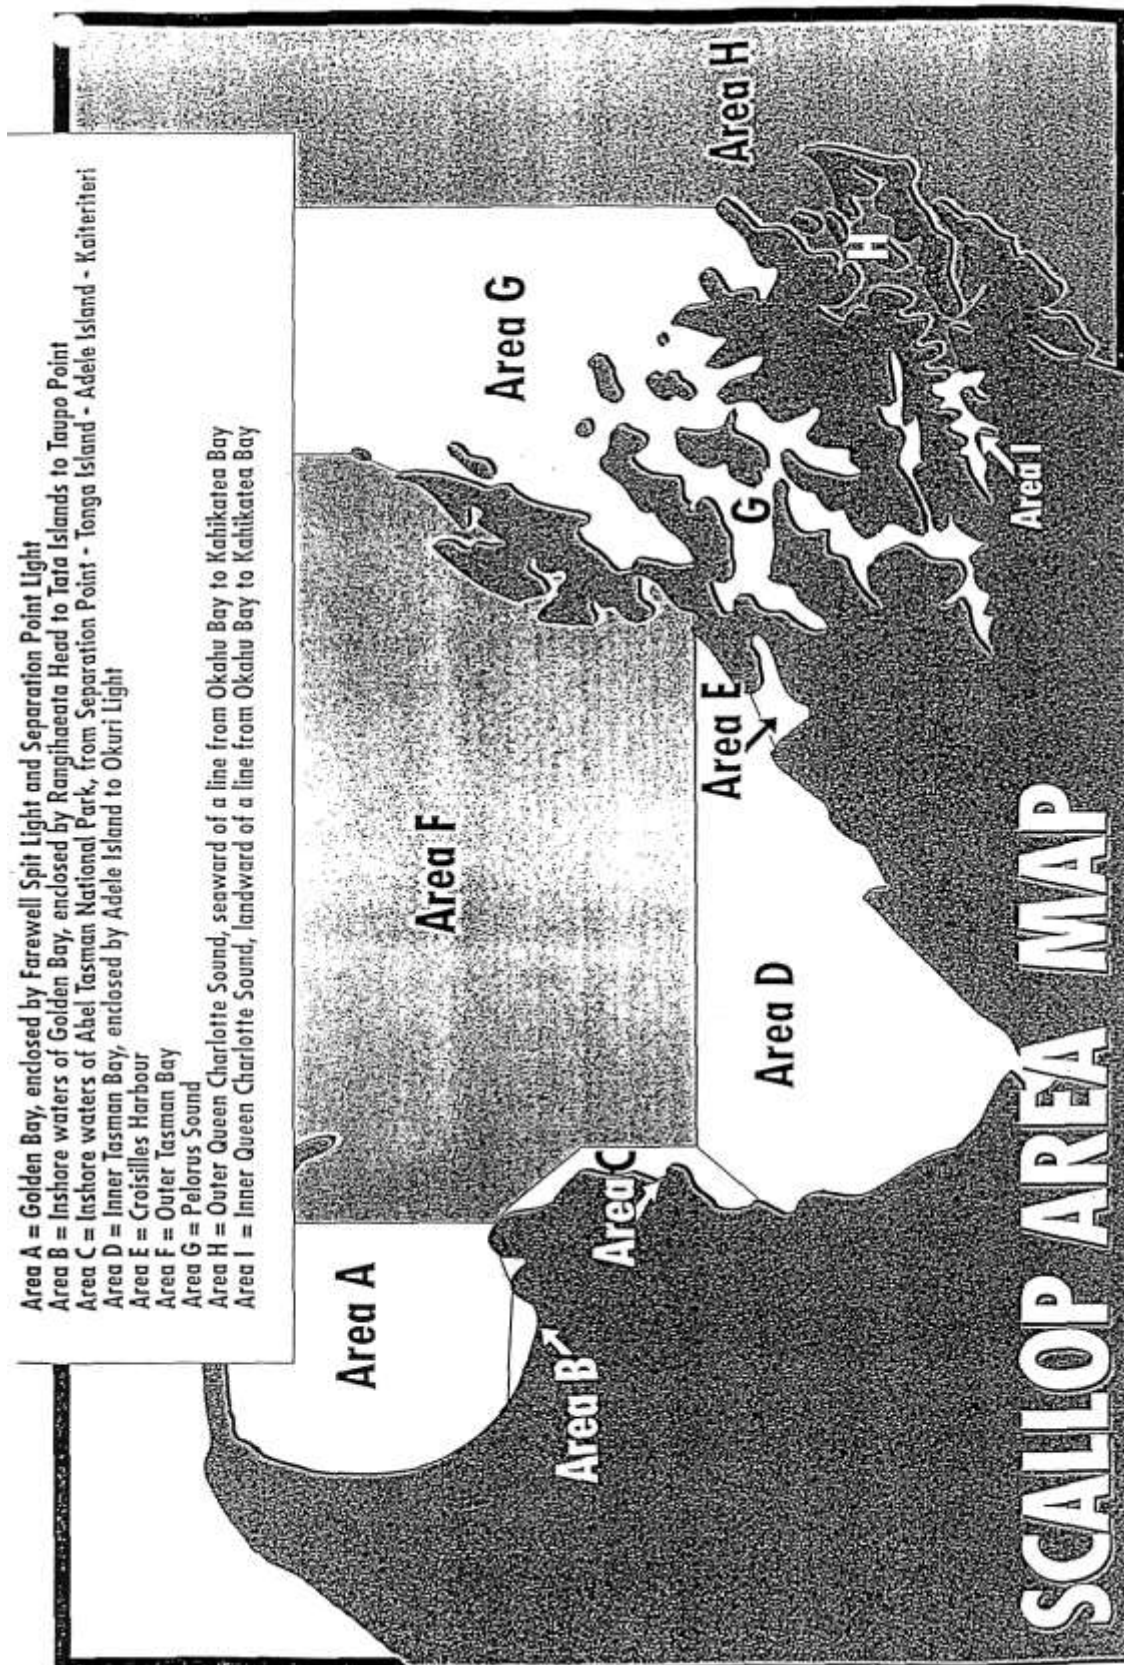 Area A = Golden Bay, enclosed by Farewell Spit Light and Separation Point Light
Area B = Inshore waters of Golden Bay, enclosed by Rangihaeata Head to Tata Islands to Taupo Point
Area C = Inshore waters of Abel Tasman National Park, from Separation Point - Tonga Island - Adele Island - Kaiteriteri
Area D = Inner Tasman Bay, enclosed by Adele Island to Okuri Light
Area E = Croisilles Harbour
Area F = Outer Tasman Bay
Area G = Pelorus Sound
Area H = Outer Queen Charlotte Sound, seaward of a line from Okahu Bay to Kahikatea Bay
Area I = Inner Queen Charlotte Sound, landward of a line from Okahu Bay to Kahikatea Bay
Area A
Area F
Area G
Area H
Area B
Area C
Area D
Area E
G
H
Area I
SCALLOP AREA MAP